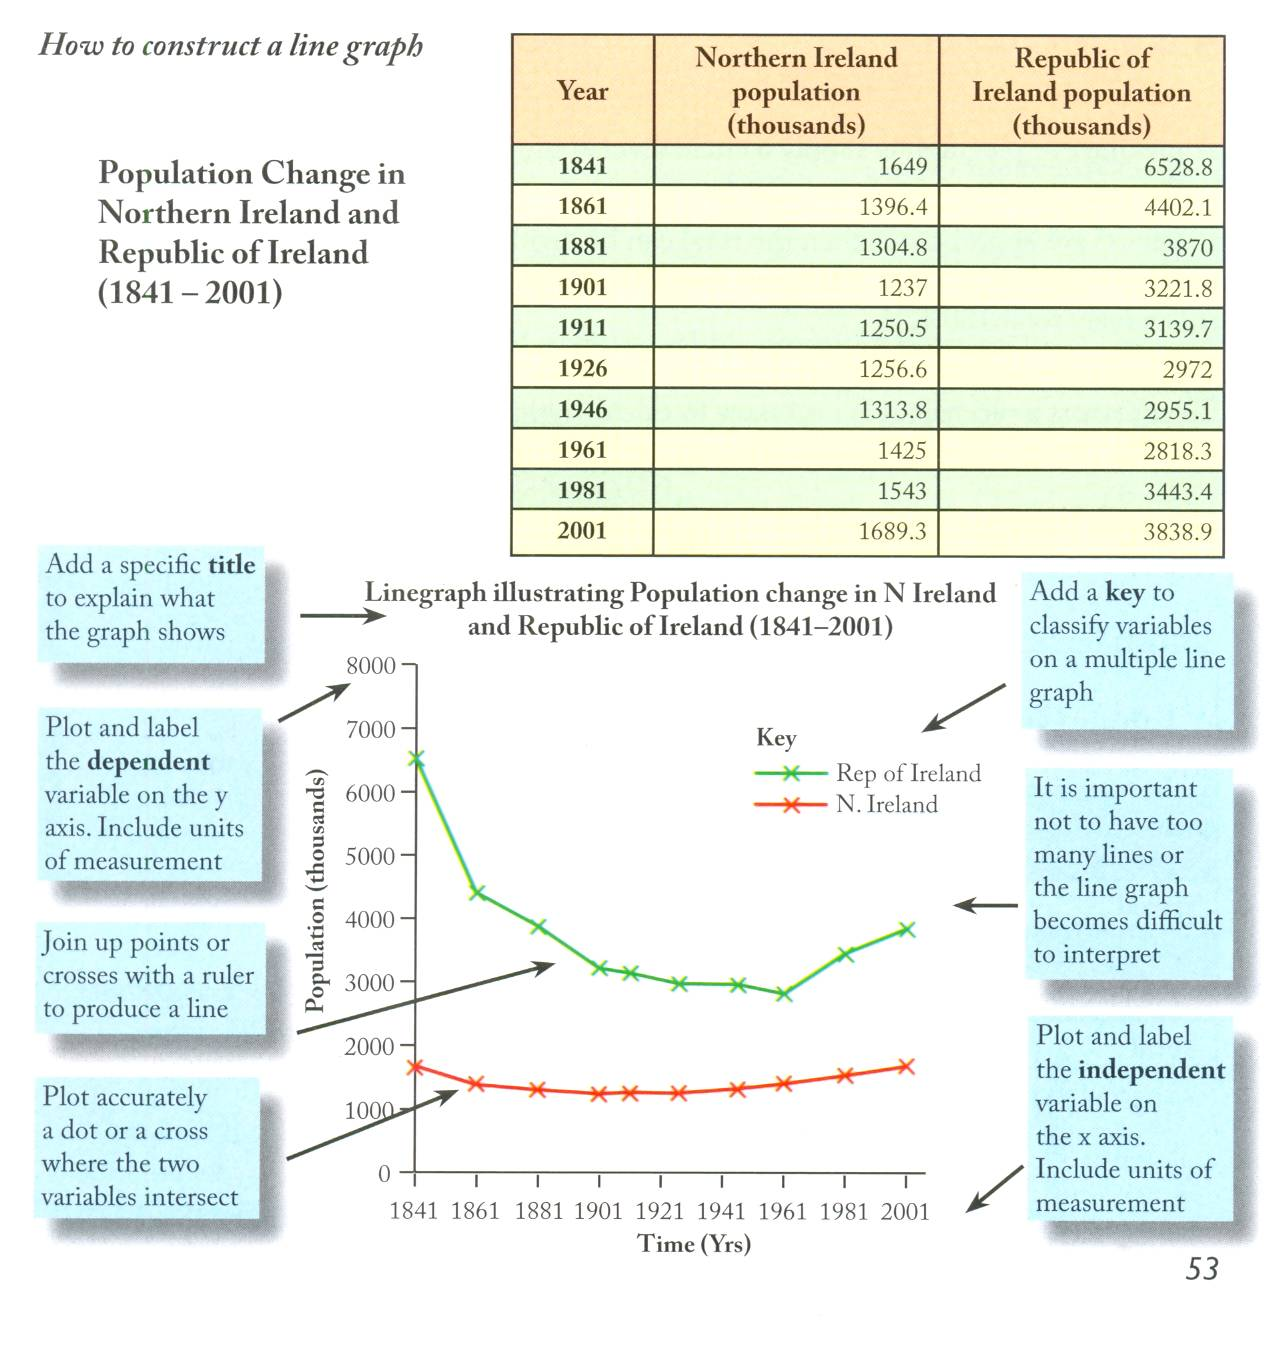 How to construct a line graph
Population Change in
Northern Ireland and
Republic of Ireland
(1841 – 2001)
Year
Northern Ireland
population
(thousands)
Republic of
Ireland population
(thousands)
1841 1649 6528.8
1861 1396.4 4402.1
1881 1304.8 3870
1901 1237 3221.8
1911 1250.5 3139.7
1926 1256.6 2972
1946 1313.8 2955.1
1961 1425 2818.3
1981 1543 3443.4
2001 1689.3 3838.9
Add a specific title
to explain what
the graph shows
Plot and label
the dependent
variable on the y
axis. Include units
of measurement
Join up points or
crosses with a ruler
to produce a line
Plot accurately
a dot or a cross
where the two
variables intersect
Linegraph illustrating Population change in N Ireland
and Republic of Ireland (1841–2001)
Population (thousands)
8000
7000
6000
5000
4000
3000
2000
1000
0
Key
Rep of Ireland
N. Ireland
1841 1861 1881 1901 1921 1941 1961 1981 2001
Time (Yrs)
Add a key to
classify variables
on a multiple line
graph
It is important
not to have too
many lines or
the line graph
becomes difficult
to interpret
Plot and label
the independent
variable on
the x axis.
Include units of
measurement
53